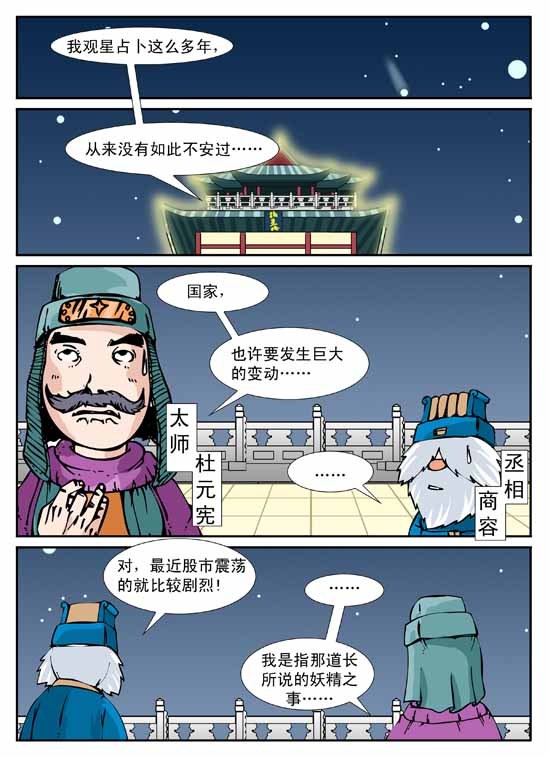 我观星占卜这么多年，
从来没有如此不安过……
国家，
也许要发生巨大
的变动……
太师
杜元宪
……
丞相
商容
对，最近股市震荡
的就比较剧烈！
……
我是指那道长
所说的妖精之
事……